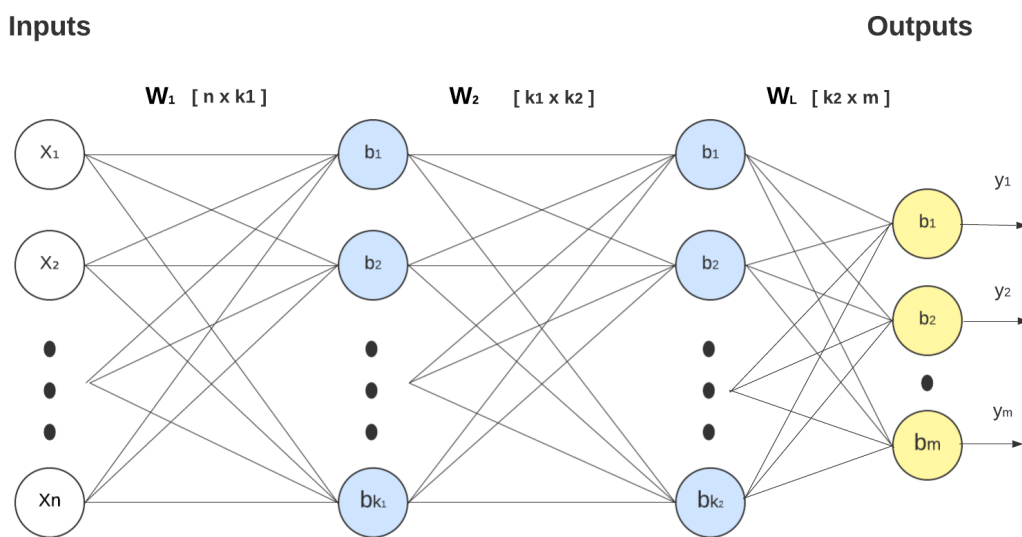 Inputs
Outputs
W₁ [ n x k1 ]
W₂ [ k1 x k2 ]
W_L [ k2 x m ]
X₁
b₁
b₁
y₁
b₁
X₂
b₂
b₂
y₂
b₂
yₘ
bₘ
Xn
bₖ₁
bₖ₂